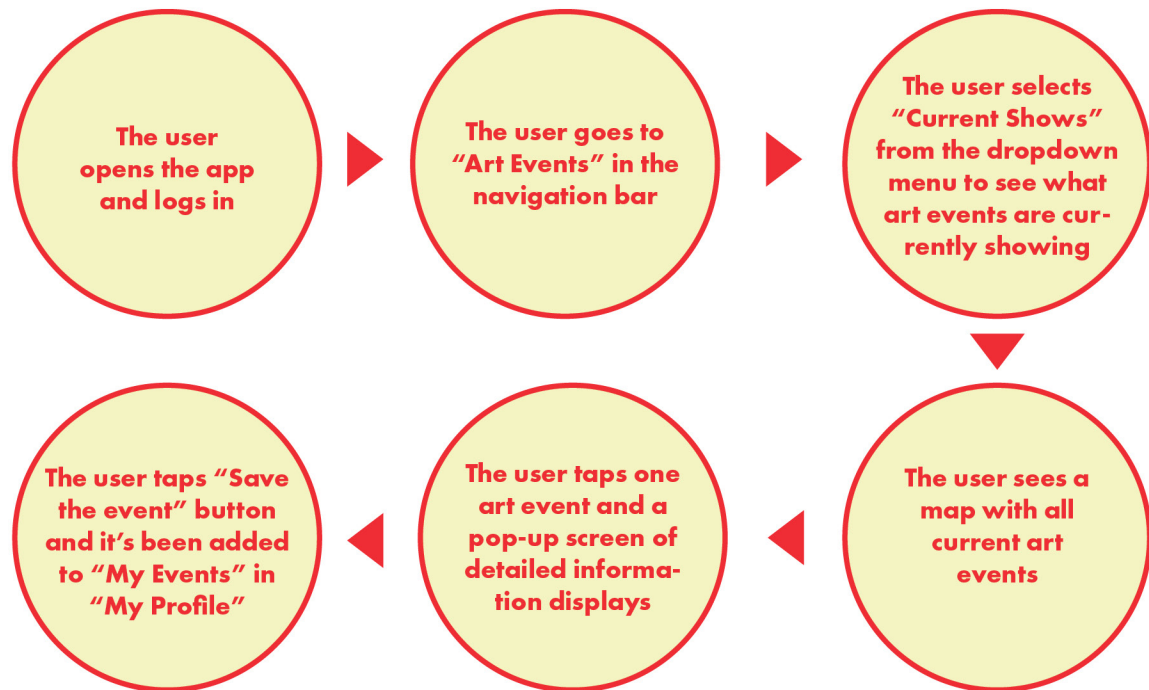 The user
opens the app
and logs in
The user goes to
“Art Events” in the
navigation bar
The user selects
“Current Shows”
from the dropdown
menu to see what
art events are cur-
rently showing
The user sees a
map with all
current art
events
The user taps one
art event and a
pop-up screen of
detailed informa-
tion displays
The user taps “Save
the event” button
and it’s been added
to “My Events” in
“My Profile”